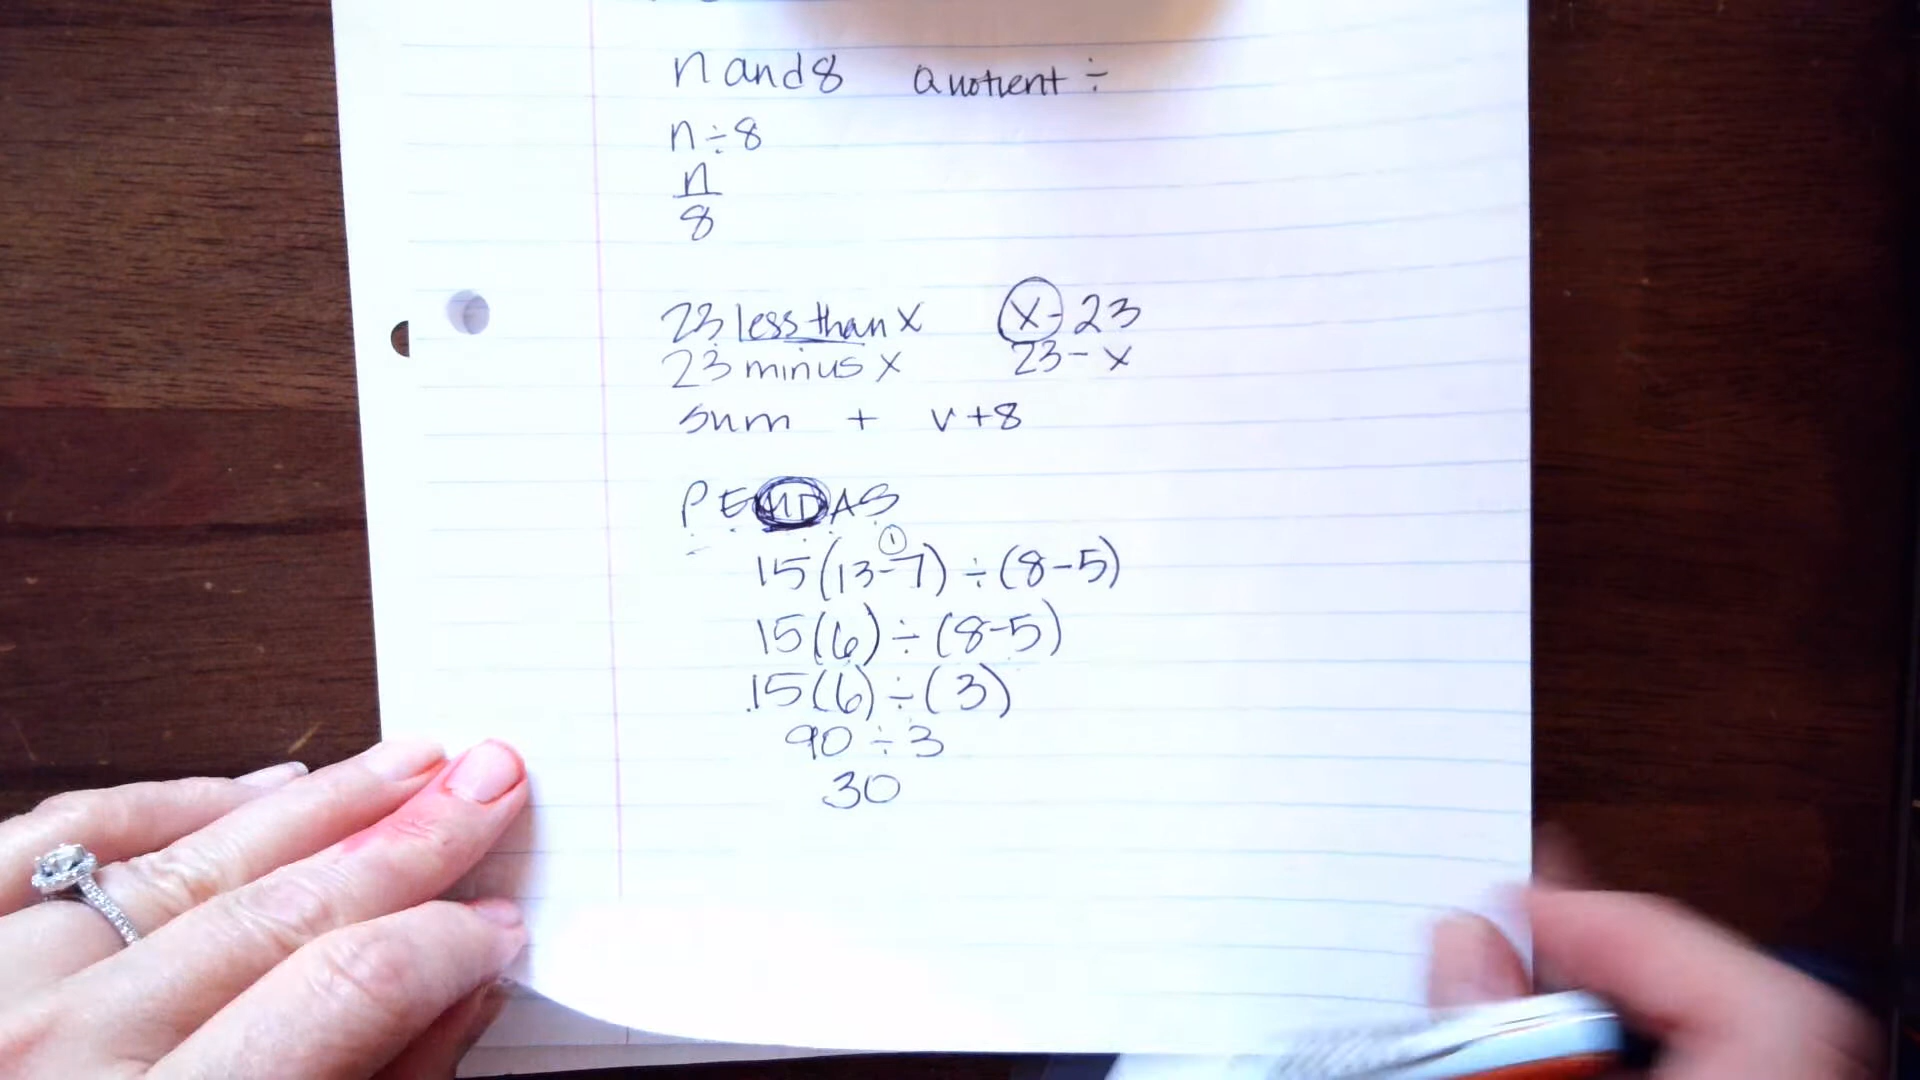 n and 8 Quotient ÷
n ÷ 8
n
8
23 less than x x - 23
23 minus x 23 - x
sum + v + 8
PEMDAS
1
15(13-7) ÷ (8-5)
15(6) ÷ (8-5)
15(6) ÷ (3)
90 ÷ 3
30